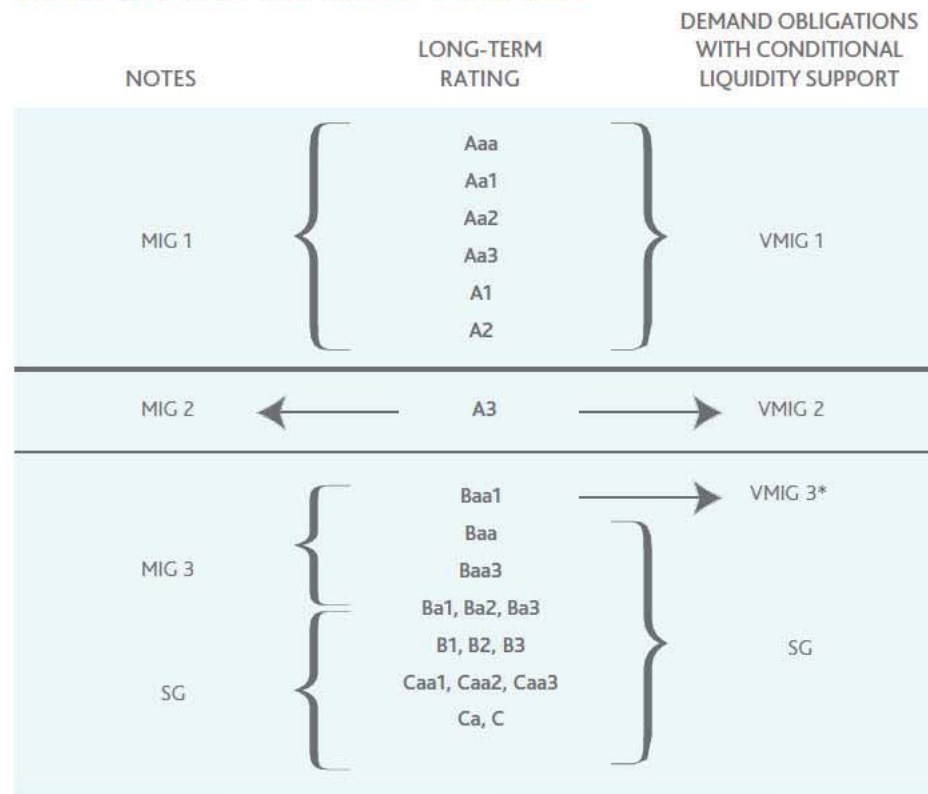 NOTES
LONG-TERM
RATING
DEMAND OBLIGATIONS
WITH CONDITIONAL
LIQUIDITY SUPPORT
MIG 1
Aaa
Aa1
Aa2
Aa3
A1
A2
VMIG 1
MIG 2
A3
VMIG 2
MIG 3
Baa1
VMIG 3*
Baa
Baa3
SG
Ba1, Ba2, Ba3
B1, B2, B3
Caa1, Caa2, Caa3
Ca, C
SG